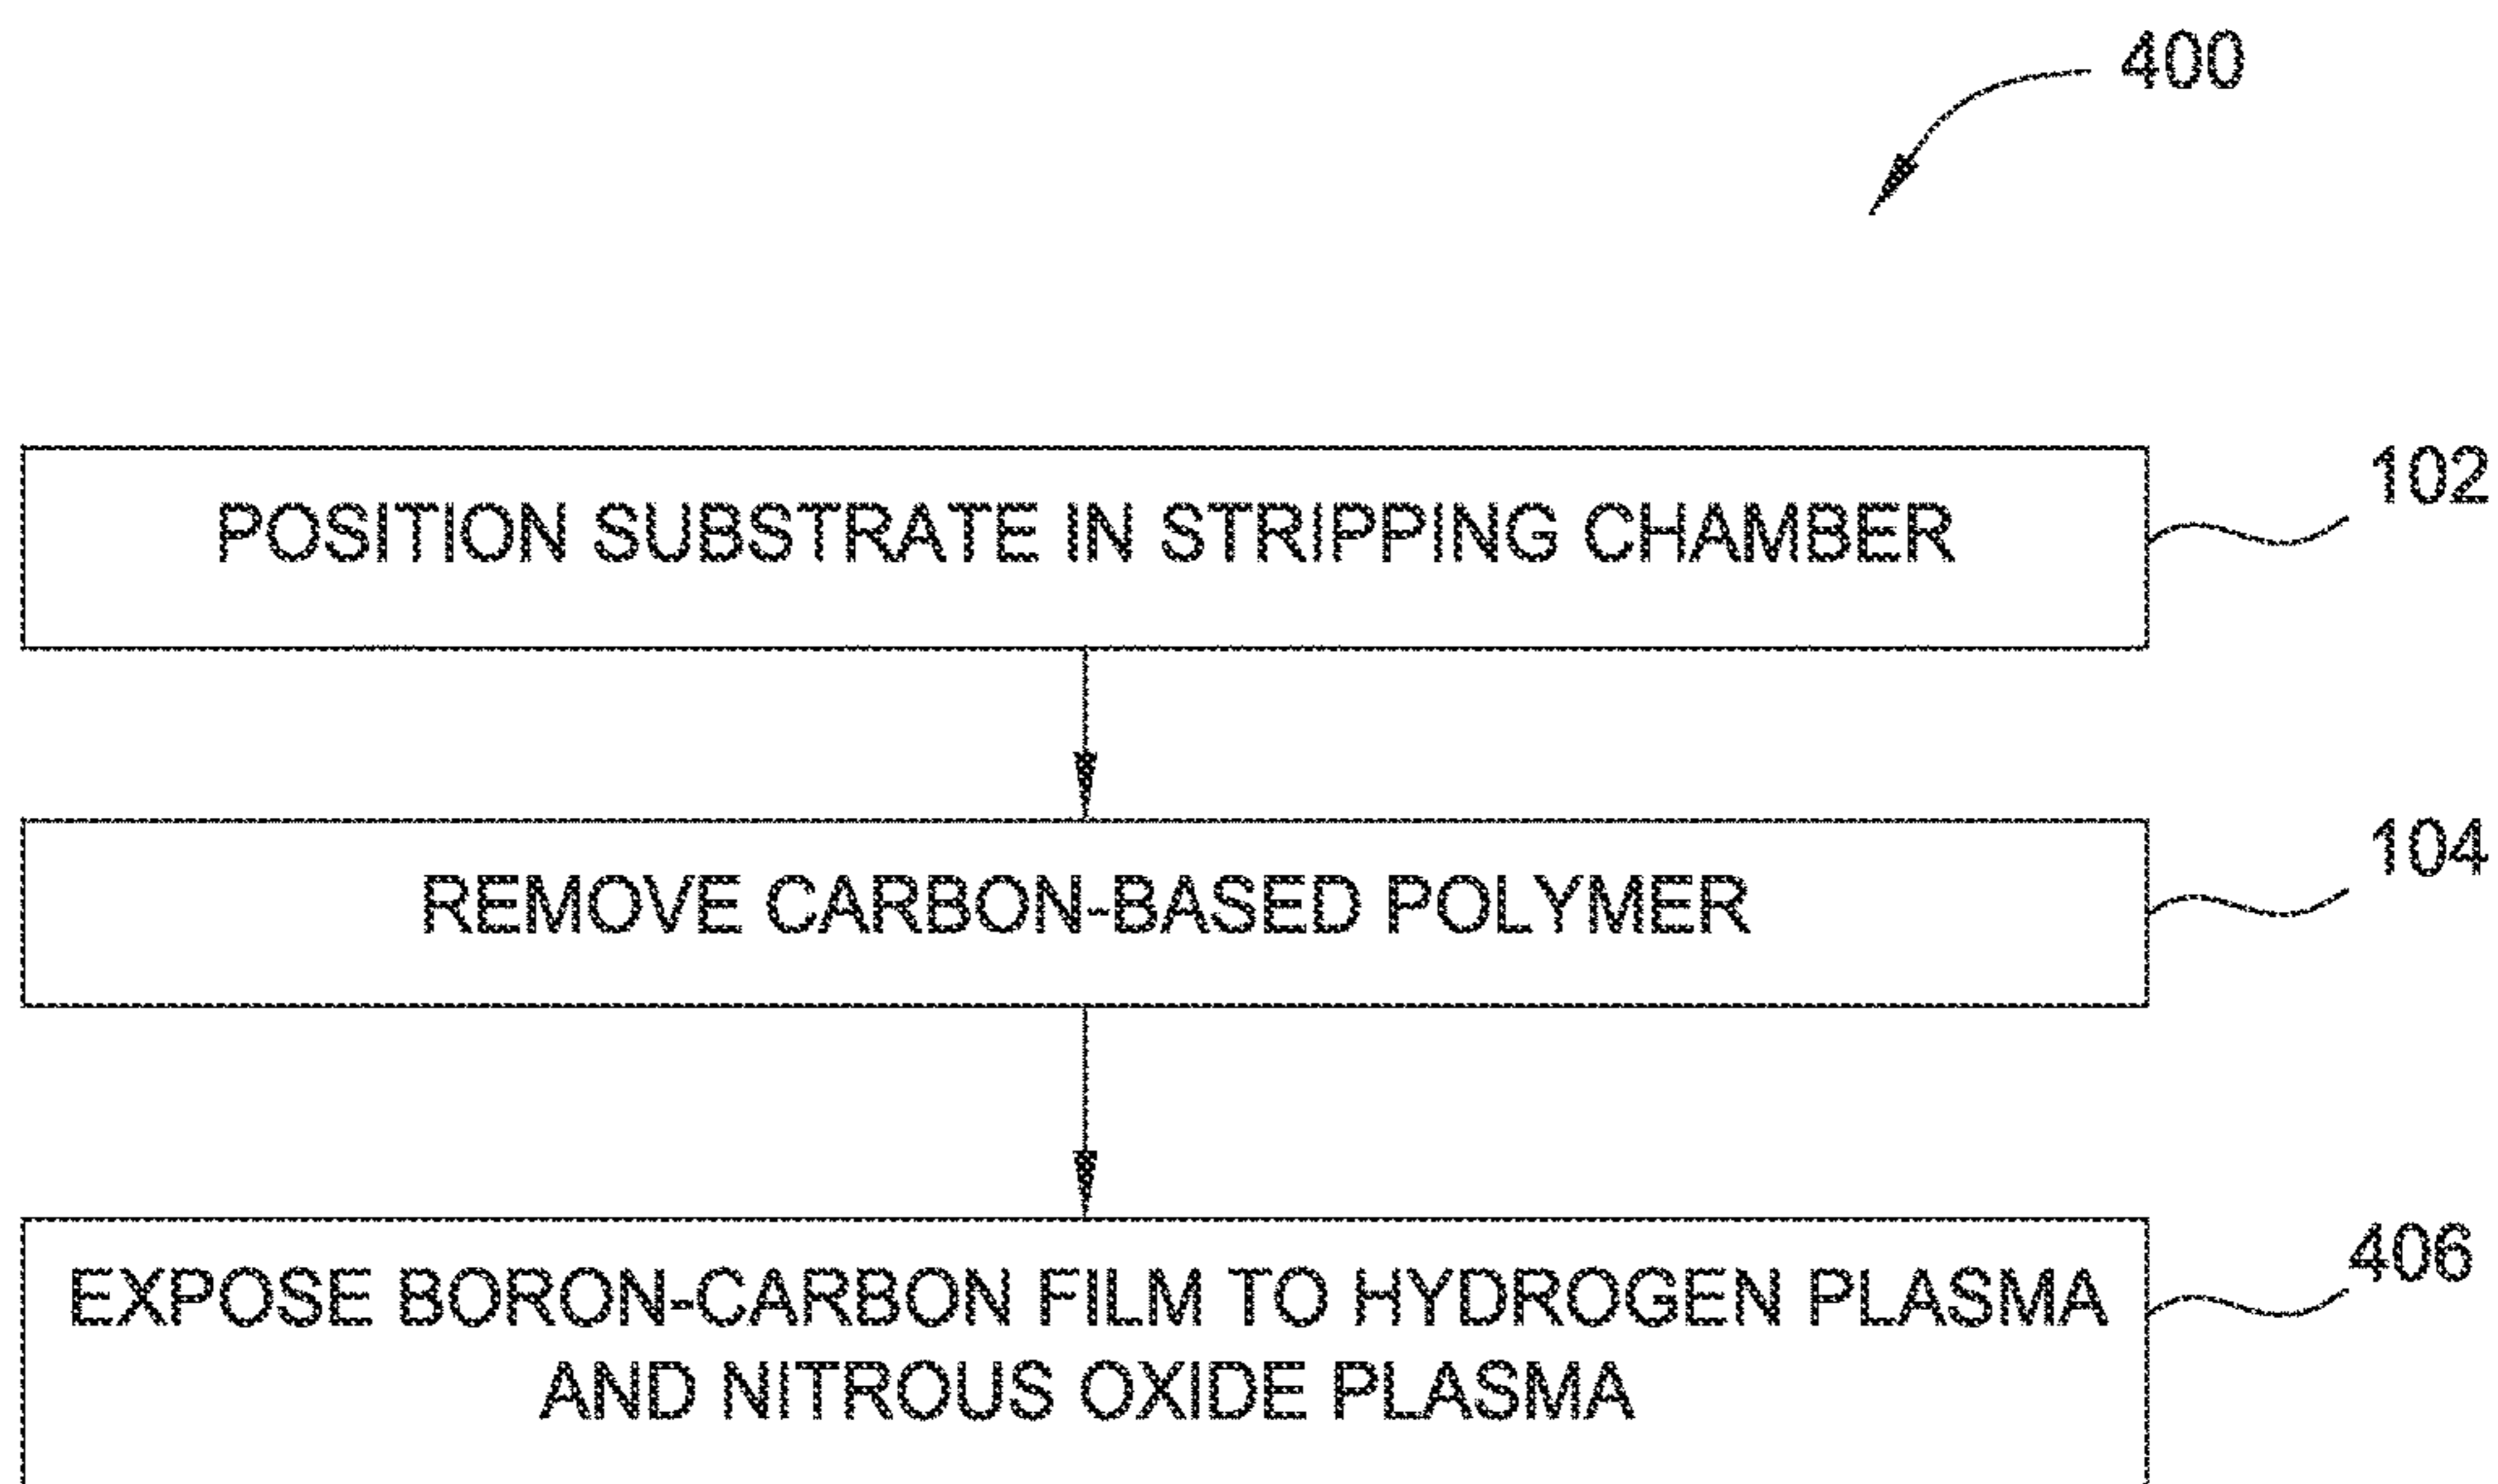 400
POSITION SUBSTRATE IN STRIPPING CHAMBER
102
REMOVE CARBON-BASED POLYMER
104
EXPOSE BORON-CARBON FILM TO HYDROGEN PLASMA
AND NITROUS OXIDE PLASMA
406